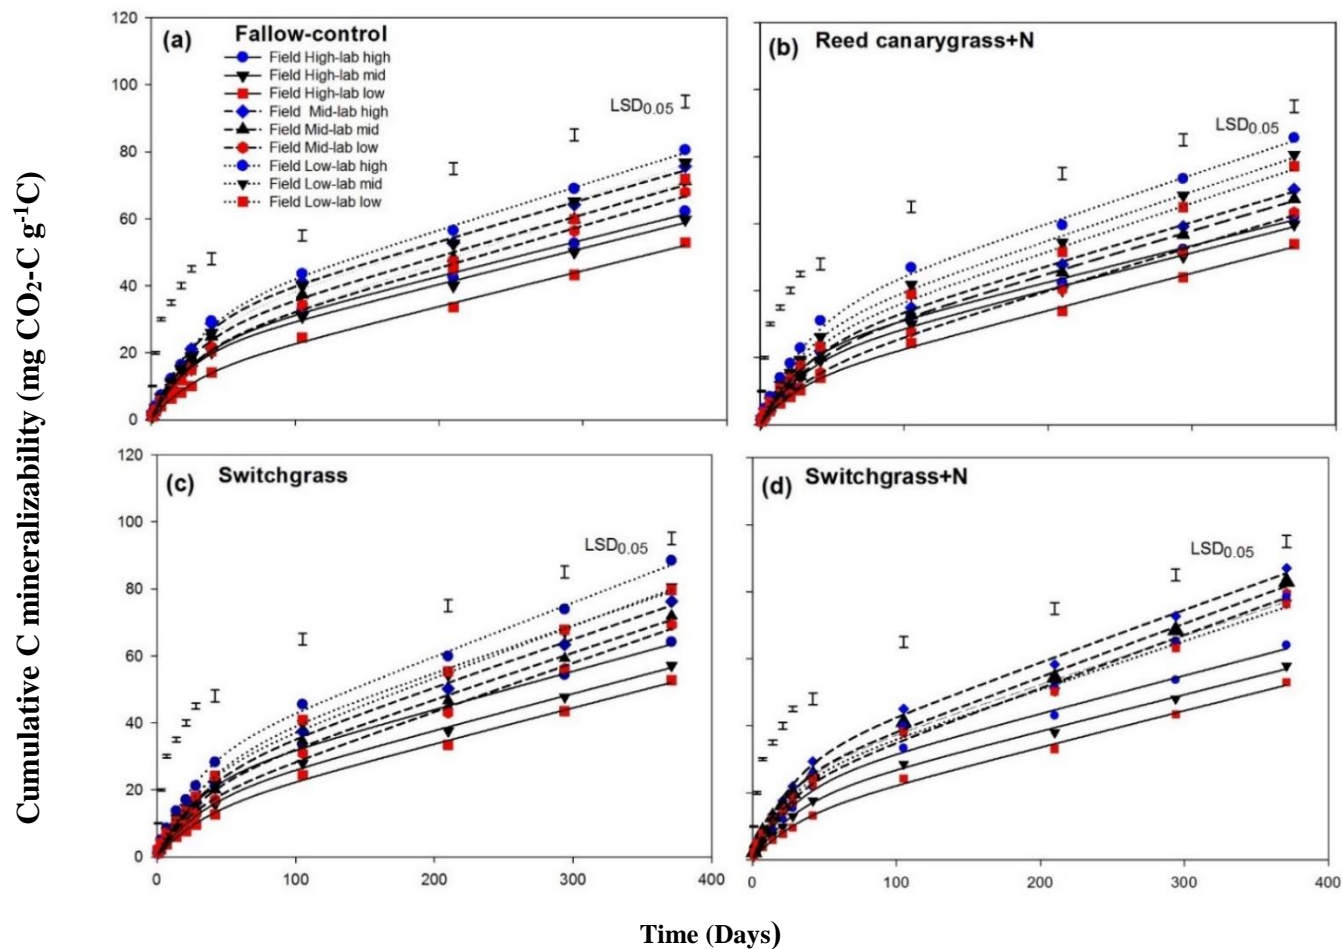 Cumulative C mineralizability (mg CO2-C g-1C)
120
100
80
60
40
20
0
(a)
Fallow-control
Field High-lab high
Field High-lab mid
Field High-lab low
Field Mid-lab high
Field Mid-lab mid
Field Mid-lab low
Field Low-lab high
Field Low-lab mid
Field Low-lab low
LSD0.05
(b)
Reed canarygrass+N
LSD0.05
120
100
80
60
40
20
0
(c)
Switchgrass
LSD0.05
0 100 200 300 400
(d)
Switchgrass+N
LSD0.05
0 100 200 300 400
Time (Days)